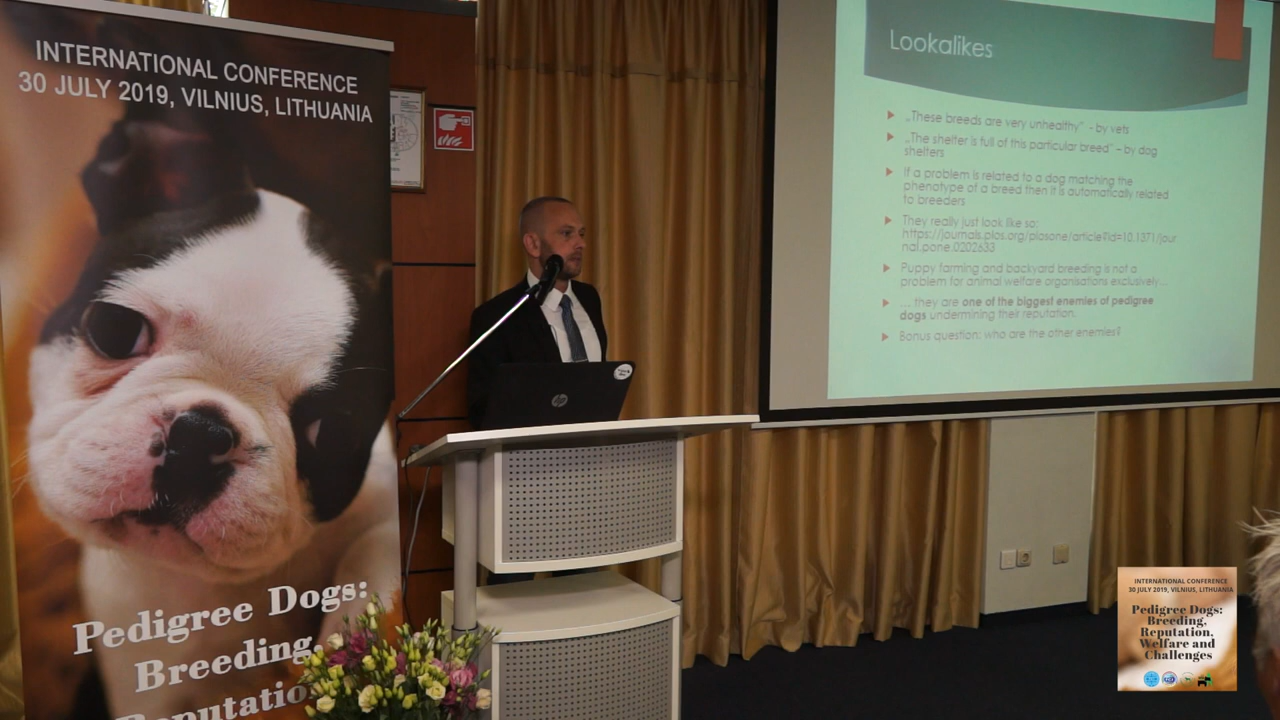 INTERNATIONAL CONFERENCE
30 JULY 2019, VILNIUS, LITHUANIA
Pedigree Dogs:
Breeding,
Reputatio
hp
Lookalikes
„These breeds are very unhealthy” - by vets
„The shelter is full of this particular breed” – by dog
shelters
If a problem is related to a dog matching the
phenotype of a breed then it is automatically related
to breeders
They really just look like so:
https://journals.plos.org/plosone/article?id=10.1371/jour
nal.pone.0202633
Puppy farming and backyard breeding is not a
problem for animal welfare organisations exclusively…
… they are one of the biggest enemies of pedigree
dogs undermining their reputation.
Bonus question: who are the other enemies?
INTERNATIONAL CONFERENCE
30 JULY 2019, VILNIUS, LITHUANIA
Pedigree Dogs:
Breeding,
Reputation,
Welfare and
Challenges